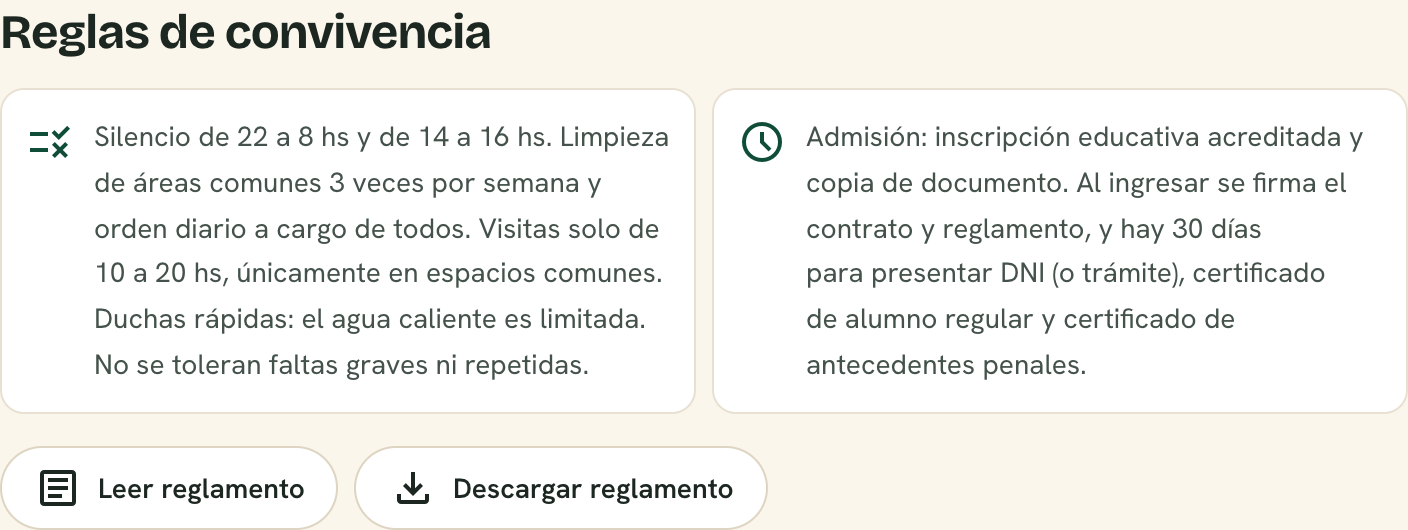 Reglas de convivencia
Silencio de 22 a 8 hs y de 14 a 16 hs. Limpieza
de áreas comunes 3 veces por semana y
orden diario a cargo de todos. Visitas solo de
10 a 20 hs, únicamente en espacios comunes.
Duchas rápidas: el agua caliente es limitada.
No se toleran faltas graves ni repetidas.
Admisión: inscripción educativa acreditada y
copia de documento. Al ingresar se firma el
contrato y reglamento, y hay 30 días
para presentar DNI (o trámite), certificado
de alumno regular y certificado de
antecedentes penales.
Leer reglamento
Descargar reglamento